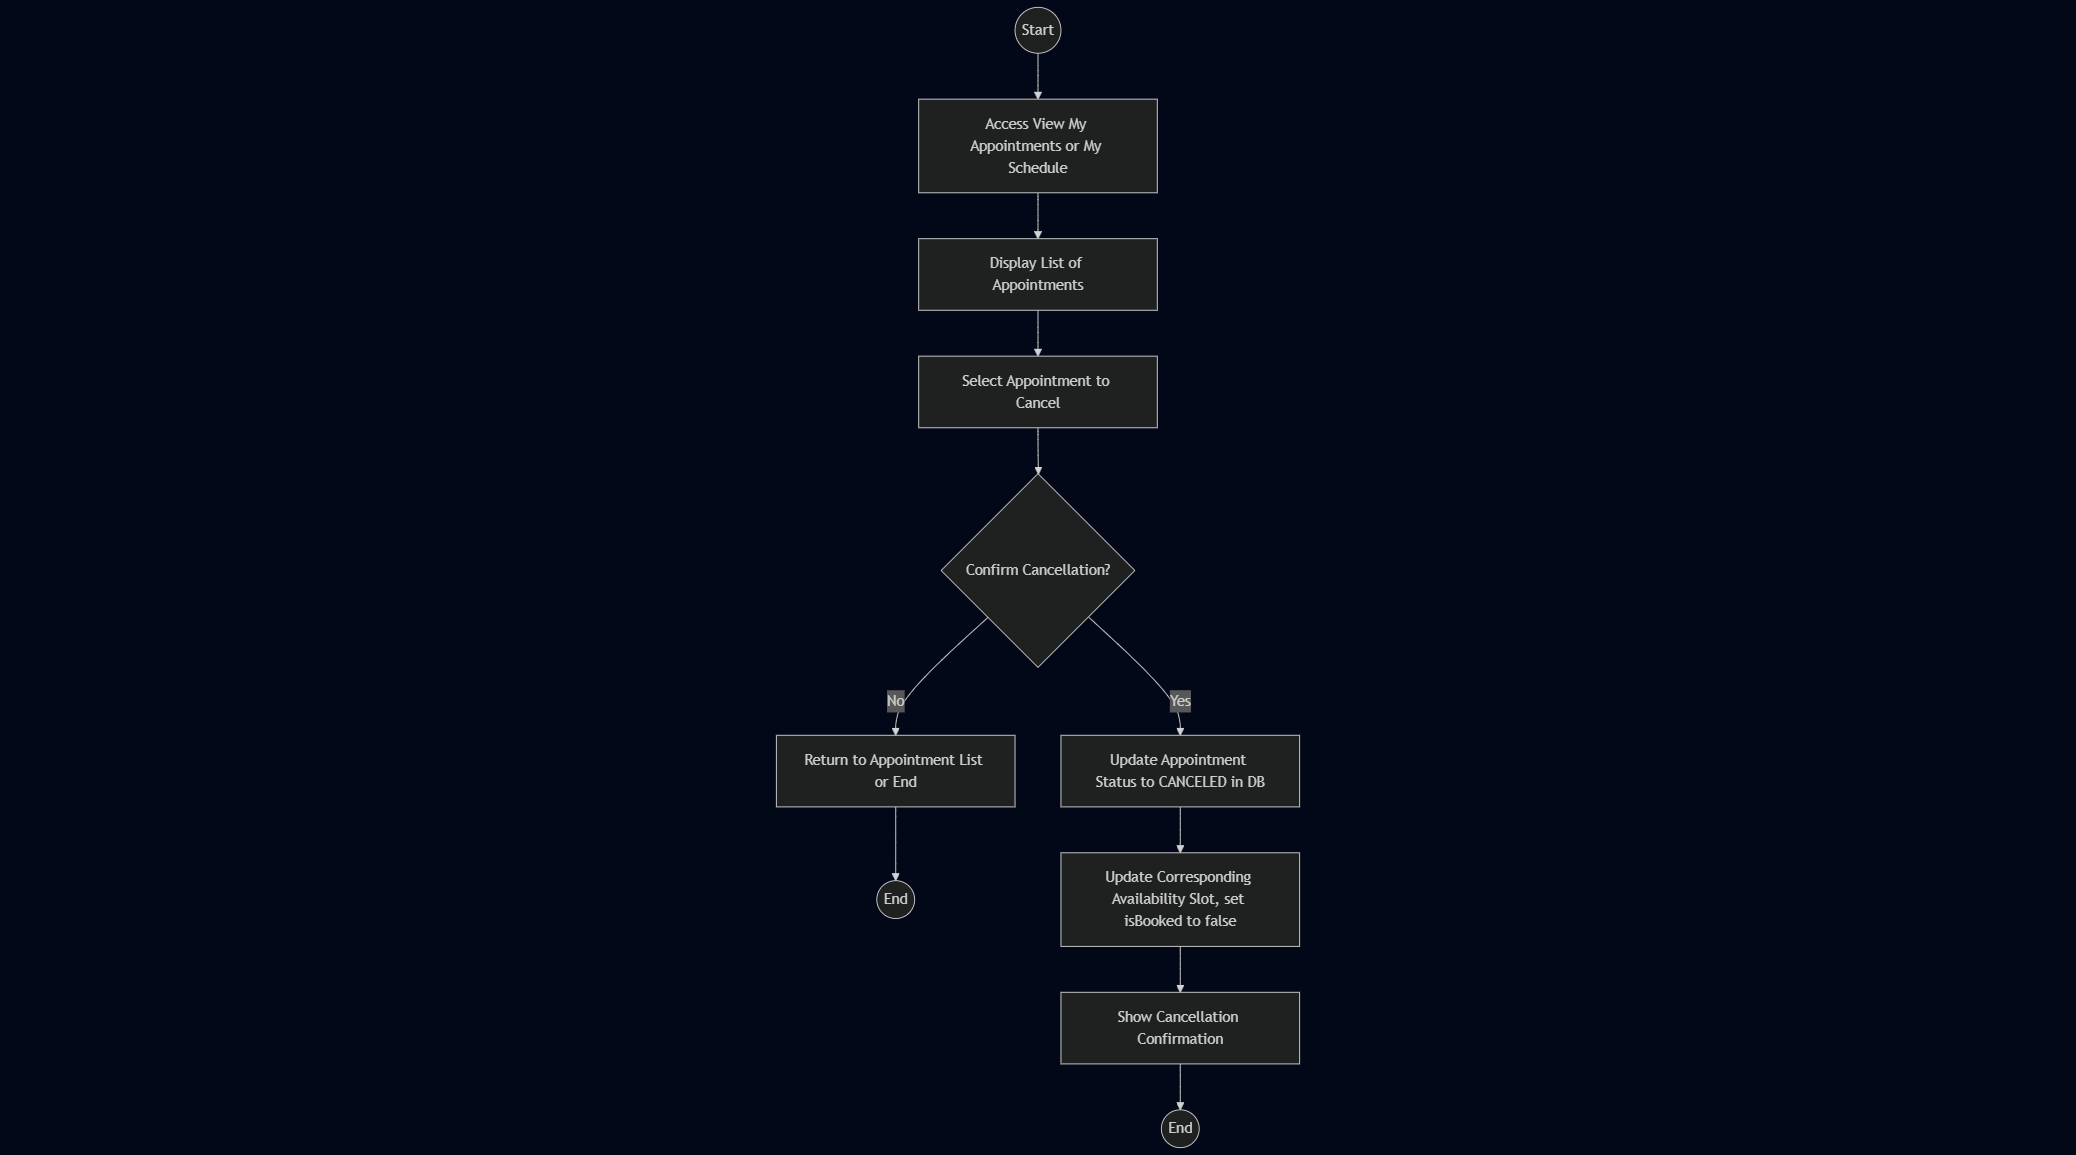 Start
Access View My
Appointments or My
Schedule
Display List of
Appointments
Select Appointment to
Cancel
Confirm Cancellation?
No
Yes
Return to Appointment List
or End
Update Appointment
Status to CANCELED in DB
End
Update Corresponding
Availability Slot, set
isBooked to false
Show Cancellation
Confirmation
End